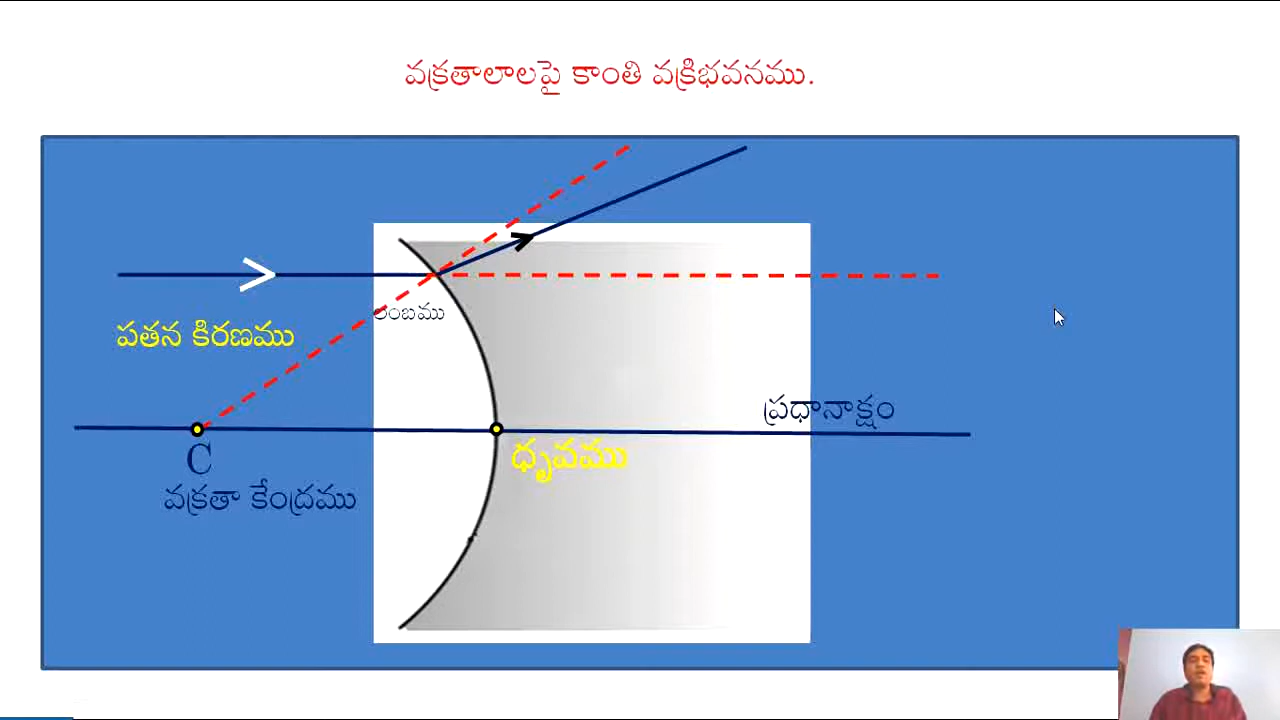 వక్రతాలాలపై కాంతి వక్రిభవనము.
లంబము
పతన కిరణము
ప్రధానాక్షం
C
ధృవము
వక్రతా కేంద్రము